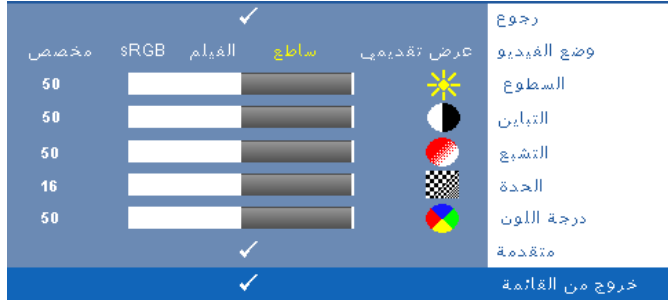 رجوع
وضع الفيديو عرض تقديمي ساطع الفيلم sRGB مخصص
السطوع 50
التباين 50
التشبع 50
الحدة 16
درجة اللون 50
متقدمة
خروج من القائمة